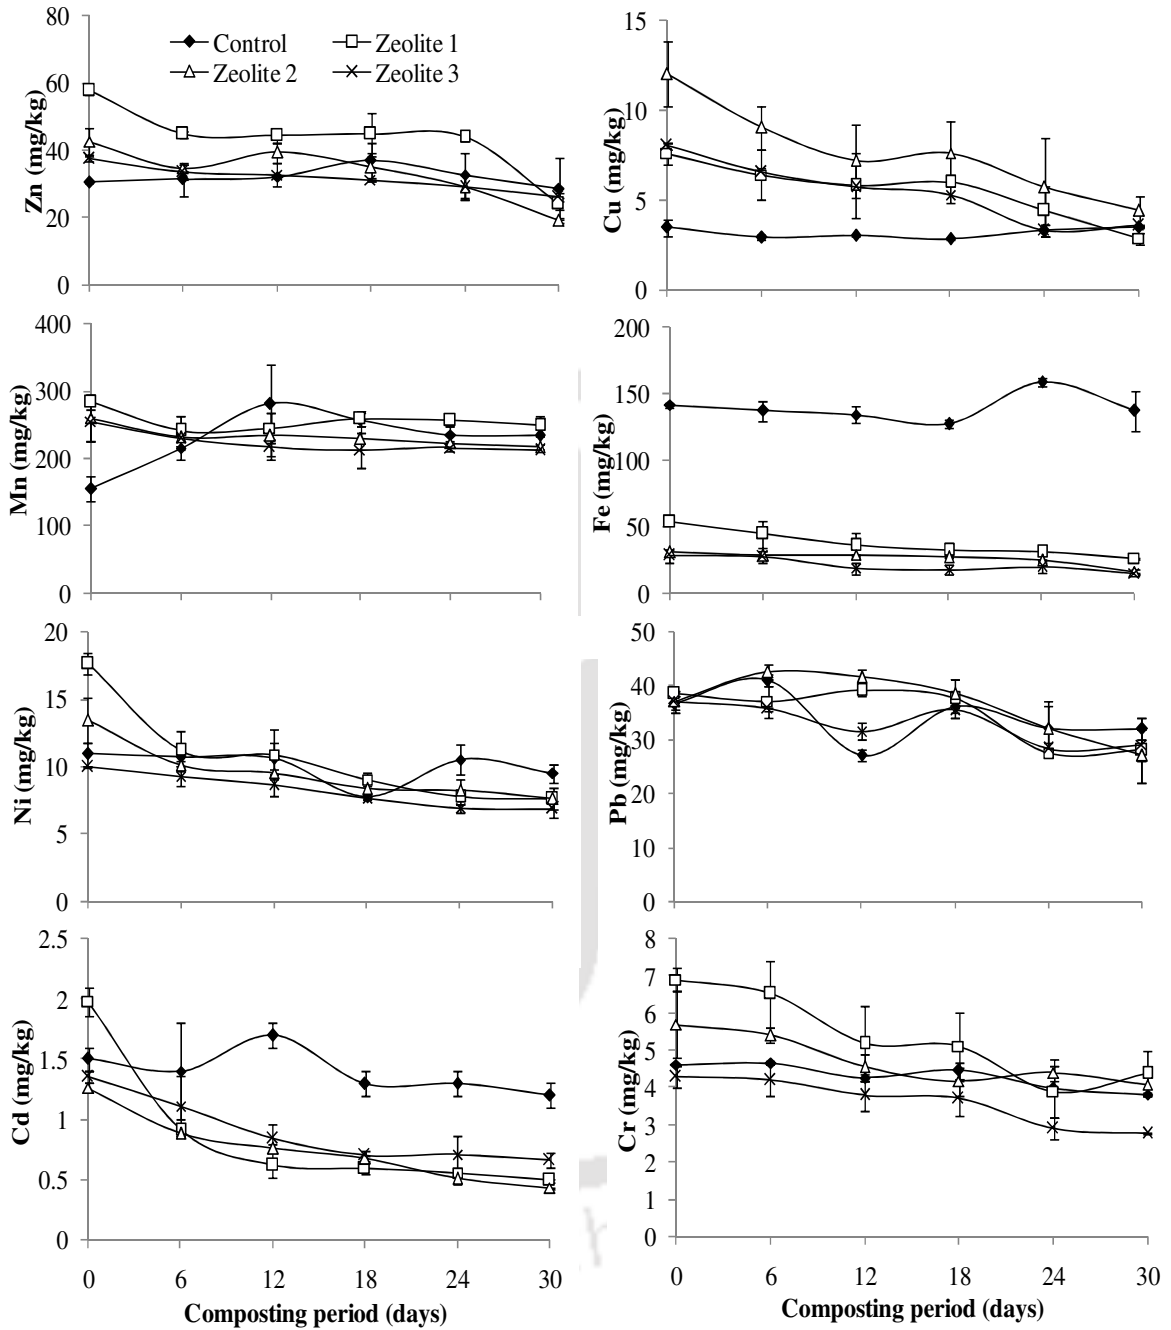 80
60
40
20
0
Zn (mg/kg)
Control
Zeolite 1
Zeolite 2
Zeolite 3
15
10
5
0
Cu (mg/kg)
400
300
200
100
0
Mn (mg/kg)
200
150
100
50
0
Fe (mg/kg)
20
15
10
5
0
Ni (mg/kg)
50
40
30
20
10
0
Pb (mg/kg)
2.5
2
1.5
1
0.5
0
Cd (mg/kg)
0 6 12 18 24 30
Composting period (days)
8
7
6
5
4
3
2
1
0
Cr (mg/kg)
0 6 12 18 24 30
Composting period (days)